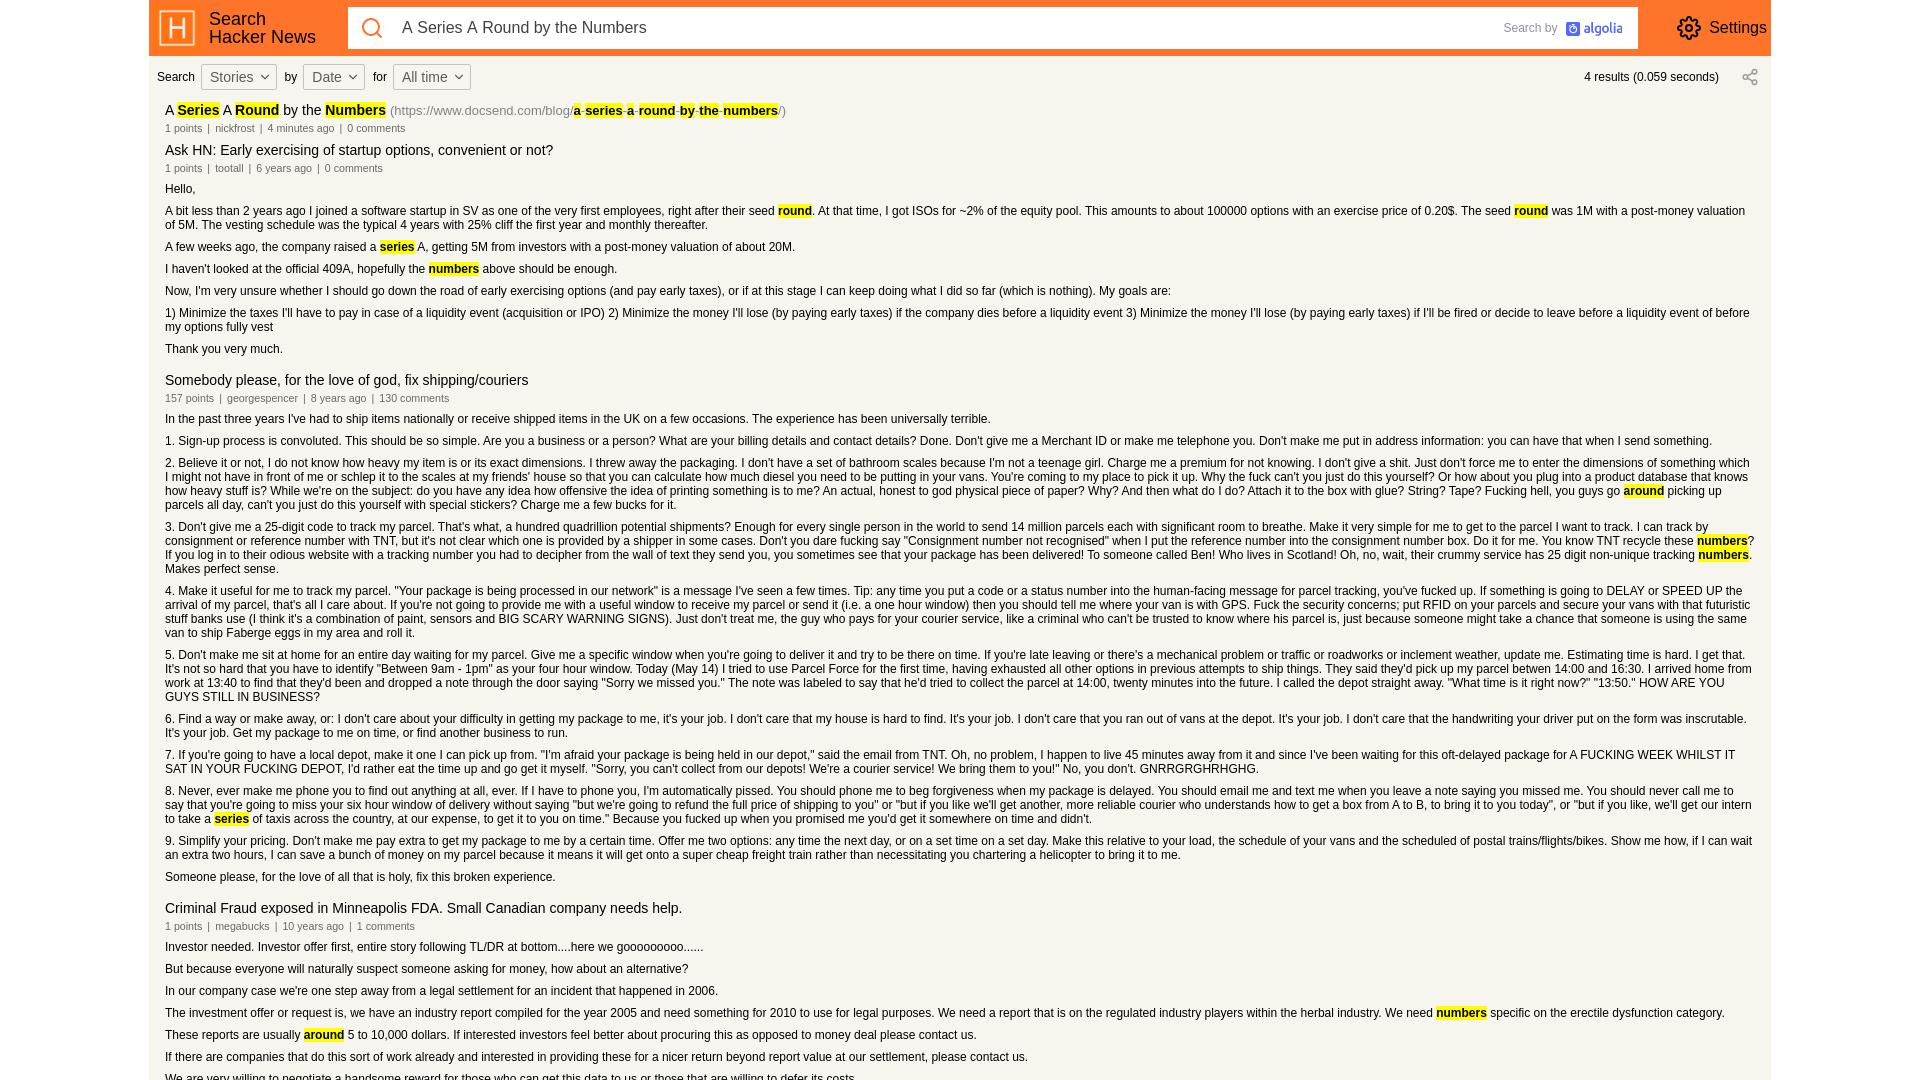 Search
Hacker News
A Series A Round by the Numbers
Search by algolia
Settings
Search Stories by Date for All time
4 results (0.059 seconds)
A Series A Round by the Numbers (https://www.docsend.com/blog/a-series-a-round-by-the-numbers/)
1 points | nickfrost | 4 minutes ago | 0 comments
Ask HN: Early exercising of startup options, convenient or not?
1 points | tootall | 6 years ago | 0 comments
Hello,
A bit less than 2 years ago I joined a software startup in SV as one of the very first employees, right after their seed round. At that time, I got ISOs for ~2% of the equity pool. This amounts to about 100000 options with an exercise price of 0.20$. The seed round was 1M with a post-money valuation
of 5M. The vesting schedule was the typical 4 years with 25% cliff the first year and monthly thereafter.
A few weeks ago, the company raised a series A, getting 5M from investors with a post-money valuation of about 20M.
I haven't looked at the official 409A, hopefully the numbers above should be enough.
Now, I'm very unsure whether I should go down the road of early exercising options (and pay early taxes), or if at this stage I can keep doing what I did so far (which is nothing). My goals are:
1) Minimize the taxes I'll have to pay in case of a liquidity event (acquisition or IPO) 2) Minimize the money I'll lose (by paying early taxes) if the company dies before a liquidity event 3) Minimize the money I'll lose (by paying early taxes) if I'll be fired or decide to leave before a liquidity event of before
my options fully vest
Thank you very much.
Somebody please, for the love of god, fix shipping/couriers
157 points | georgespencer | 8 years ago | 130 comments
In the past three years I've had to ship items nationally or receive shipped items in the UK on a few occasions. The experience has been universally terrible.
1. Sign-up process is convoluted. This should be so simple. Are you a business or a person? What are your billing details and contact details? Done. Don't give me a Merchant ID or make me telephone you. Don't make me put in address information: you can have that when I send something.
2. Believe it or not, I do not know how heavy my item is or its exact dimensions. I threw away the packaging. I don't have a set of bathroom scales because I'm not a teenage girl. Charge me a premium for not knowing. I don't give a shit. Just don't force me to enter the dimensions of something which
I might not have in front of me or schlep it to the scales at my friends' house so that you can calculate how much diesel you need to be putting in your vans. You're coming to my place to pick it up. Why the fuck can't you just do this yourself? Or how about you plug into a product database that knows
how heavy stuff is? While we're on the subject: do you have any idea how offensive the idea of printing something is to me? An actual, honest to god physical piece of paper? Why? And then what do I do? Attach it to the box with glue? String? Tape? Fucking hell, you guys go around picking up
parcels all day, can't you just do this yourself with special stickers? Charge me a few bucks for it.
3. Don't give me a 25-digit code to track my parcel. That's what, a hundred quadrillion potential shipments? Enough for every single person in the world to send 14 million parcels each with significant room to breathe. Make it very simple for me to get to the parcel I want to track. I can track by
consignment or reference number with TNT, but it's not clear which one is provided by a shipper in some cases. Don't you dare fucking say "Consignment number not recognised" when I put the reference number into the consignment number box. Do it for me. You know TNT recycle these numbers?
If you log in to their odious website with a tracking number you had to decipher from the wall of text they send you, you sometimes see that your package has been delivered! To someone called Ben! Who lives in Scotland! Oh, no, wait, their crummy service has 25 digit non-unique tracking numbers.
Makes perfect sense.
4. Make it useful for me to track my parcel. "Your package is being processed in our network" is a message I've seen a few times. Tip: any time you put a code or a status number into the human-facing message for parcel tracking, you've fucked up. If something is going to DELAY or SPEED UP the
arrival of my parcel, that's all I care about. If you're not going to provide me with a useful window to receive my parcel or send it (i.e. a one hour window) then you should tell me where your van is with GPS. Fuck the security concerns; put RFID on your parcels and secure your vans with that futuristic
stuff banks use (I think it's a combination of paint, sensors and BIG SCARY WARNING SIGNS). Just don't treat me, the guy who pays for your courier service, like a criminal who can't be trusted to know where his parcel is, just because someone might take a chance that someone is using the same
van to ship Faberge eggs in my area and roll it.
5. Don't make me sit at home for an entire day waiting for my parcel. Give me a specific window when you're going to deliver it and try to be there on time. If you're late leaving or there's a mechanical problem or traffic or roadworks or inclement weather, update me. Estimating time is hard. I get that.
It's not so hard that you have to identify "Between 9am - 1pm" as your four hour window. Today (May 14) I tried to use Parcel Force for the first time, having exhausted all other options in previous attempts to ship things. They said they'd pick up my parcel betwen 14:00 and 16:30. I arrived home from
work at 13:40 to find that they'd been and dropped a note through the door saying "Sorry we missed you." The note was labeled to say that he'd tried to collect the parcel at 14:00, twenty minutes into the future. I called the depot straight away. "What time is it right now?" "13:50." HOW ARE YOU
GUYS STILL IN BUSINESS?
6. Find a way or make away, or: I don't care about your difficulty in getting my package to me, it's your job. I don't care that my house is hard to find. It's your job. I don't care that you ran out of vans at the depot. It's your job. I don't care that the handwriting your driver put on the form was inscrutable.
It's your job. Get my package to me on time, or find another business to run.
7. If you're going to have a local depot, make it one I can pick up from. "I'm afraid your package is being held in our depot," said the email from TNT. Oh, no problem, I happen to live 45 minutes away from it and since I've been waiting for this oft-delayed package for A FUCKING WEEK WHILST IT
SAT IN YOUR FUCKING DEPOT, I'd rather eat the time up and go get it myself. "Sorry, you can't collect from our depots! We're a courier service! We bring them to you!" No, you don't. GNRRGRGHRHGHG.
8. Never, ever make me phone you to find out anything at all, ever. If I have to phone you, I'm automatically pissed. You should phone me to beg forgiveness when my package is delayed. You should email me and text me when you leave a note saying you missed me. You should never call me to
say that you're going to miss your six hour window of delivery without saying "but we're going to refund the full price of shipping to you" or "but if you like we'll get another, more reliable courier who understands how to get a box from A to B, to bring it to you today", or "but if you like, we'll get our intern
to take a series of taxis across the country, at our expense, to get it to you on time." Because you fucked up when you promised me you'd get it somewhere on time and didn't.
9. Simplify your pricing. Don't make me pay extra to get my package to me by a certain time. Offer me two options: any time the next day, or on a set time on a set day. Make this relative to your load, the schedule of your vans and the scheduled of postal trains/flights/bikes. Show me how, if I can wait
an extra two hours, I can save a bunch of money on my parcel because it means it will get onto a super cheap freight train rather than necessitating you chartering a helicopter to bring it to me.
Someone please, for the love of all that is holy, fix this broken experience.
Criminal Fraud exposed in Minneapolis FDA. Small Canadian company needs help.
1 points | megabucks | 10 years ago | 1 comments
Investor needed. Investor offer first, entire story following TL/DR at bottom....here we gooooooooo......
But because everyone will naturally suspect someone asking for money, how about an alternative?
In our company case we're one step away from a legal settlement for an incident that happened in 2006.
The investment offer or request is, we have an industry report compiled for the year 2005 and need something for 2010 to use for legal purposes. We need a report that is on the regulated industry players within the herbal industry. We need numbers specific on the erectile dysfunction category.
These reports are usually around 5 to 10,000 dollars. If interested investors feel better about procuring this as opposed to money deal please contact us.
If there are companies that do this sort of work already and interested in providing these for a nicer return beyond report value at our settlement, please contact us.
We are very willing to negotiate a handsome reward for those who can get this data to us or those that are willing to defer its costs.